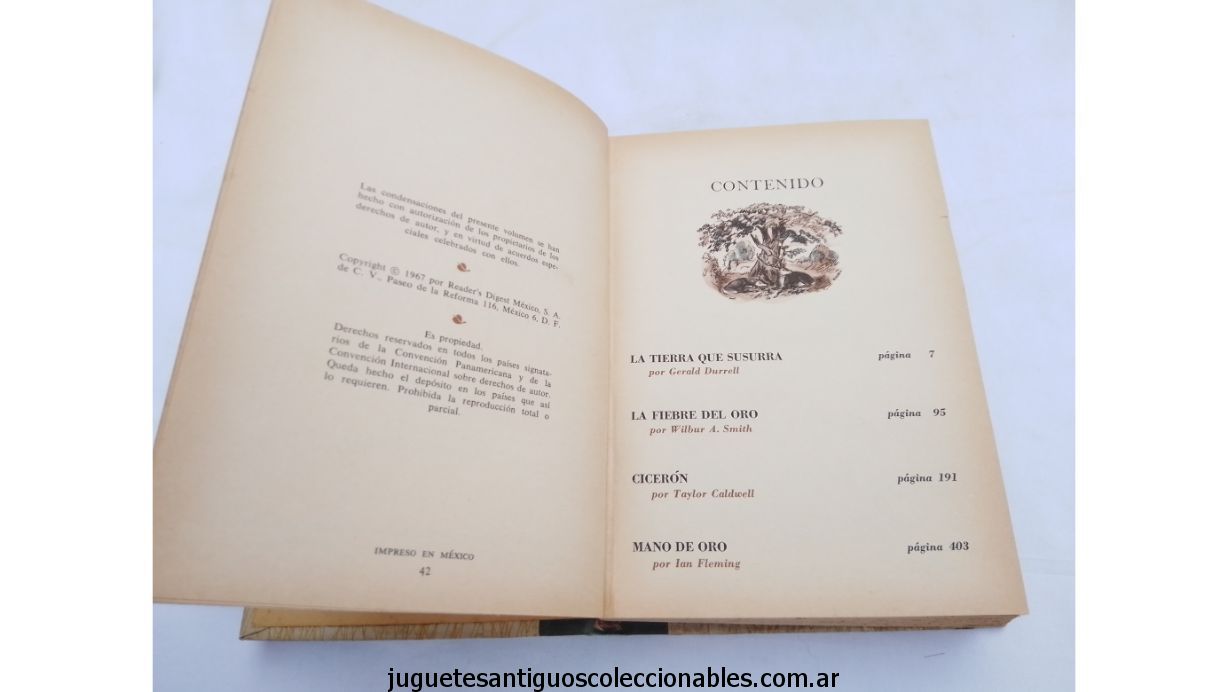 Las condensaciones del presente volumen se han
hecho con autorización de los propietarios de los
derechos de autor, y en virtud de acuerdos espe-
ciales celebrados con ellos.
Copyright © 1967 por Reader's Digest México, S. A.
de C. V., Paseo de la Reforma 116, México 6, D. F.
Es propiedad.
Derechos reservados en todos los países signata-
rios de la Convención Panamericana y de la
Convención Internacional sobre derechos de autor.
Queda hecho el depósito en los países que así
lo requieren. Prohibida la reproducción total o
parcial.
IMPRESO EN MÉXICO
42
CONTENIDO
LA TIERRA QUE SUSURRA página 7
por Gerald Durrell
LA FIEBRE DEL ORO página 95
por Wilbur A. Smith
CICERÓN página 191
por Taylor Caldwell
MANO DE ORO página 403
por Ian Fleming
juguetesantiguoscoleccionables.com.ar